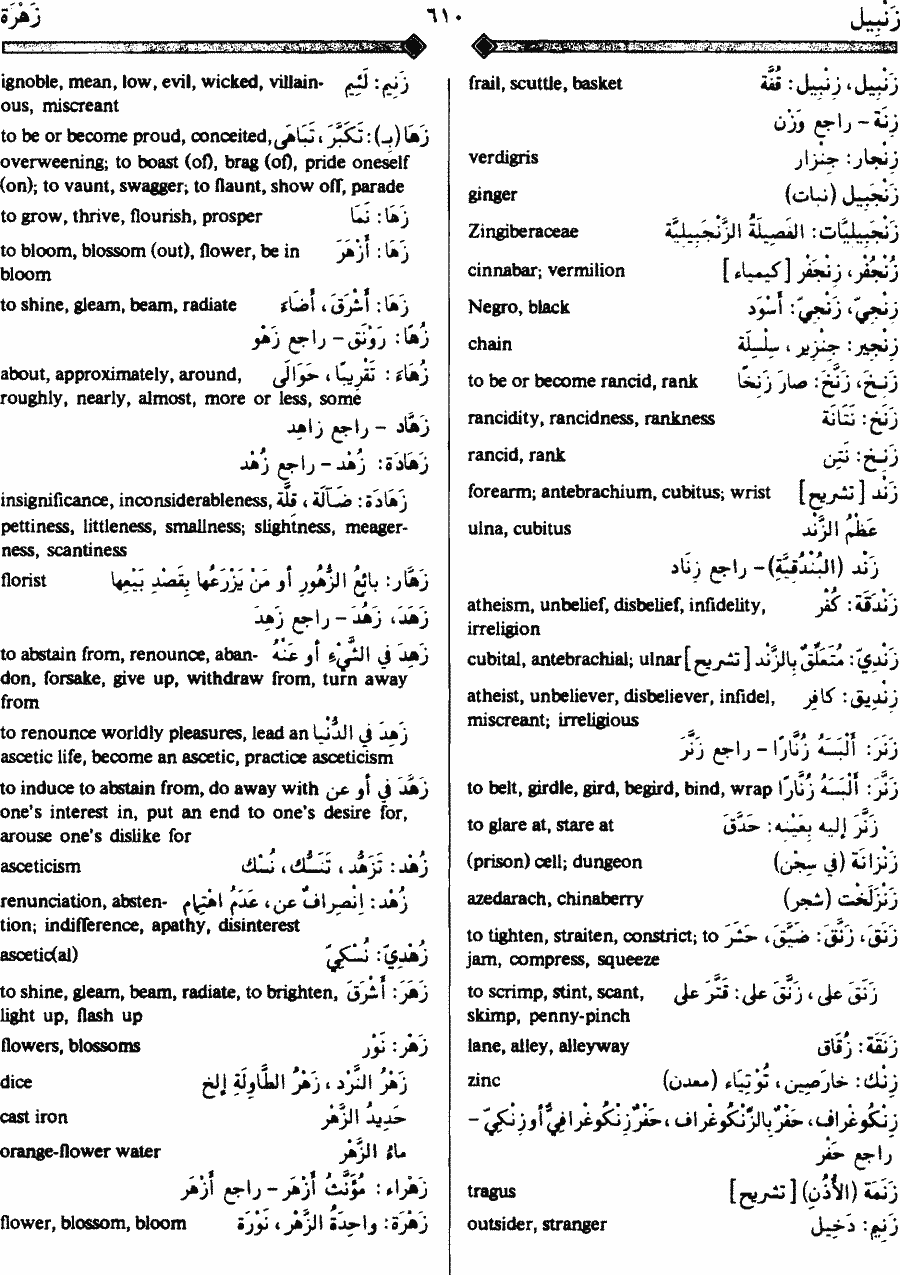 زَنْبِيل ٦١٠ زَهْرَة
زَنْبِيل، زِنْبِيل: قُفَّة frail, scuttle, basket
زِنَة - راجع وَزْن
زِنْجار: جِنْزار verdigris
زَنْجَبِيل (نبات) ginger
زَنْجَبِيلِيَّات: الفَصِيلَةُ الزَّنْجَبِيلِيَّة Zingiberaceae
زُنْجُفْر، زِنْجَفْر [كيمياء] cinnabar; vermilion
زَنْجِيّ، زِنْجِيّ: أَسْوَد Negro, black
زِنْجِير: جِنْزِير، سِلْسِلَة chain
زَنِخَ، زَنَّخَ: صارَ زَنِخًا to be or become rancid, rank
زَنَخ: نَتَانَة rancidity, rancidness, rankness
زَنِخ: نَتِن rancid, rank
زَنْد [تشريح] forearm; antebrachium, cubitus; wrist
عَظْمُ الزَّنْد ulna, cubitus
زَنْد (البُنْدُقِيَّة) - راجع زِنَاد
زَنْدَقَة: كُفْر atheism, unbelief, disbelief, infidelity,
irreligion
زَنْدِيّ: مُتَعَلِّقٌ بِالزَّنْد [تشريح] cubital, antebrachial; ulnar
زِنْدِيق: كافِر atheist, unbeliever, disbeliever, infidel,
miscreant; irreligious
زَنَرَ: أَلْبَسَهُ زُنَّارًا - راجع زَنَّرَ
زَنَّرَ: أَلْبَسَهُ زُنَّارًا to belt, girdle, gird, begird, bind, wrap
زَنَّرَ إليه بِعَيْنِه: حَدَّقَ to glare at, stare at
زَنْزانَة (في سِجْن) (prison) cell; dungeon
زَنْزَلَخْت (شجر) azedarach, chinaberry
زَنَقَ، زَنَّقَ: ضَيَّقَ، حَشَرَ to tighten, straiten, constrict; to
jam, compress, squeeze
زَنَقَ على، زَنَّقَ على: قَتَّرَ على to scrimp, stint, scant,
skimp, penny-pinch
زَنَقَة: زُقاق lane, alley, alleyway
زِنْك: خارَصِين، تُوْتِيَاء (معدن) zinc
زِنْكُوغراف، حَفْرٌ بِالزِّنْكُوغراف، حَفْرٌ زِنْكُوغرافِيّ أو زِنْكِيّ -
راجع حَفْر
زَنَمَة (الأُذُن) [تشريح] tragus
زَنِيم: دَخِيل outsider, stranger
زَنِيم: لَئِيم ignoble, mean, low, evil, wicked, villain-
ous, miscreant
زَهَا (بـ): تَكَبَّرَ، تَبَاهَى to be or become proud, conceited,
overweening; to boast (of), brag (of), pride oneself
(on); to vaunt, swagger; to flaunt, show off, parade
زَهَا: نَمَا to grow, thrive, flourish, prosper
زَهَا: أَزْهَرَ to bloom, blossom (out), flower, be in
bloom
زَهَا: أَشْرَقَ، أَضَاءَ to shine, gleam, beam, radiate
زُهَا: رَوْنَق - راجع زَهْو
زُهَاءَ: تَقْرِيبًا، حَوَالَى about, approximately, around,
roughly, nearly, almost, more or less, some
زَهَّاد - راجع زاهِد
زَهَادَة: زُهْد - راجع زُهْد
زَهَادَة: ضَآلَة، قِلَّة insignificance, inconsiderableness,
pettiness, littleness, smallness; slightness, meager-
ness, scantiness
زَهَّار: بائِعُ الزُّهُورِ أو مَنْ يَزْرَعُها بِقَصْدِ بَيْعِها florist
زَهَدَ، زَهُدَ - راجع زَهِدَ
زَهِدَ في الشَّيْءِ أو عَنْهُ to abstain from, renounce, aban-
don, forsake, give up, withdraw from, turn away
from
زَهِدَ في الدُّنْيا to renounce worldly pleasures, lead an
ascetic life, become an ascetic, practice asceticism
زَهَّدَ في أو عن to induce to abstain from, do away with
one's interest in, put an end to one's desire for,
arouse one's dislike for
زُهْد: تَزَهُّد، تَنَسُّك، نُسْك asceticism
زُهْد: اِنْصِرافٌ عن، عَدَمُ اهْتِمَام renunciation, absten-
tion; indifference, apathy, disinterest
زُهْدِيّ: نُسْكِيّ ascetic(al)
زَهَرَ: أَشْرَقَ to shine, gleam, beam, radiate, to brighten,
light up, flash up
زَهْر: نَوْر flowers, blossoms
زَهْرُ النَّرْد، زَهْرُ الطَّاوِلَةِ إلخ dice
حَدِيدُ الزَّهْر cast iron
ماءُ الزَّهْر orange-flower water
زَهْراء: مُؤَنَّثُ أَزْهَر - راجع أَزْهَر
زَهْرَة: واحِدَةُ الزَّهْر، نَوْرَة flower, blossom, bloom